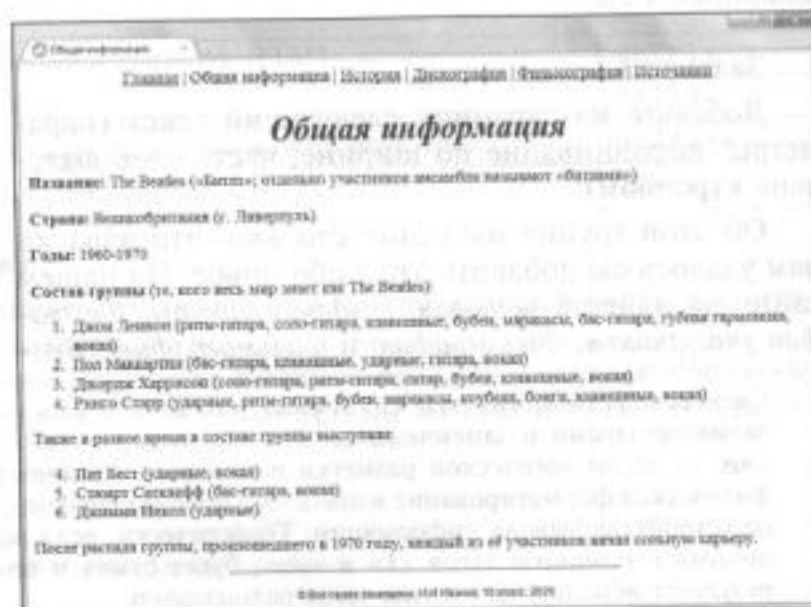 Общая информация
Главная | Общая информация | История | Дискография | Фильмография | Источники
Общая информация
Название: The Beatles («Битлз»; отдельно участников ансамбля называют «битлами»)
Страна: Великобритания (г. Ливерпуль)
Годы: 1960-1970
Состав группы (те, кого весь мир знает как The Beatles):
1. Джон Леннон (ритм-гитара, соло-гитара, клавишные, бубен, маракасы, бас-гитара, губная гармоника,
вокал)
2. Пол Маккартни (бас-гитара, клавишные, ударные, гитара, вокал)
3. Джордж Харрисон (соло-гитара, ритм-гитара, ситар, бубен, клавишные, вокал)
4. Ринго Старр (ударные, ритм-гитара, бубен, маракасы, коубелл, бонги, клавишные, вокал)
Также в разное время в составе группы выступали:
4. Пит Бест (ударные, вокал)
5. Стюарт Сатклифф (бас-гитара, вокал)
6. Джимми Никол (ударные)
После распада группы, произошедшего в 1970 году, каждый из её участников начал сольную карьеру.